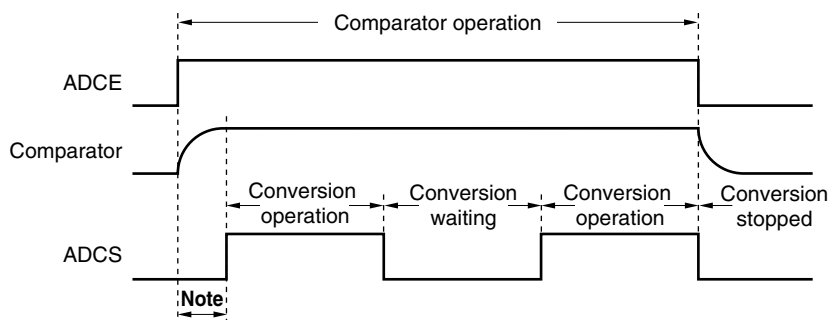 Comparator operation
ADCE
Comparator
Conversion
operation
Conversion
waiting
Conversion
operation
Conversion
stopped
ADCS
Note